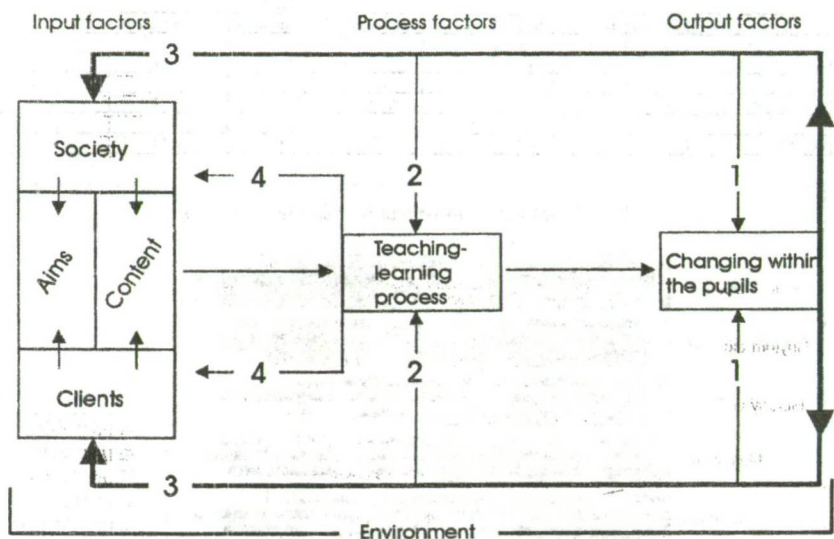 Input factors Process factors Output factors
3
Society
4 2 1
Aims Content
Teaching-
learning
process
Changing within
the pupils
4 2 1
Clients
3
Environment